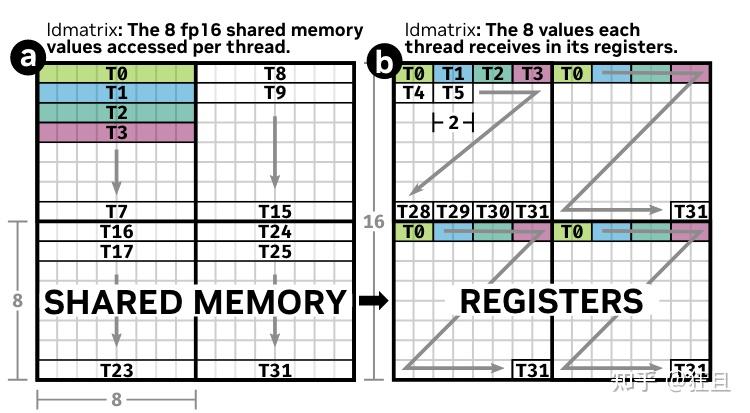 ldmatrix: The 8 fp16 shared memory
values accessed per thread.
a
T0
T1
T2
T3
T7
T8
T9
T15
T16
T17
T23
T24
T25
T31
SHARED MEMORY
8
8
ldmatrix: The 8 values each
thread receives in its registers.
b
T0 T1 T2 T3
T4 T5
2
T28 T29 T30 T31
T0
T31
16
T0
T31
T0
T31
REGISTERS
知乎 @狂且